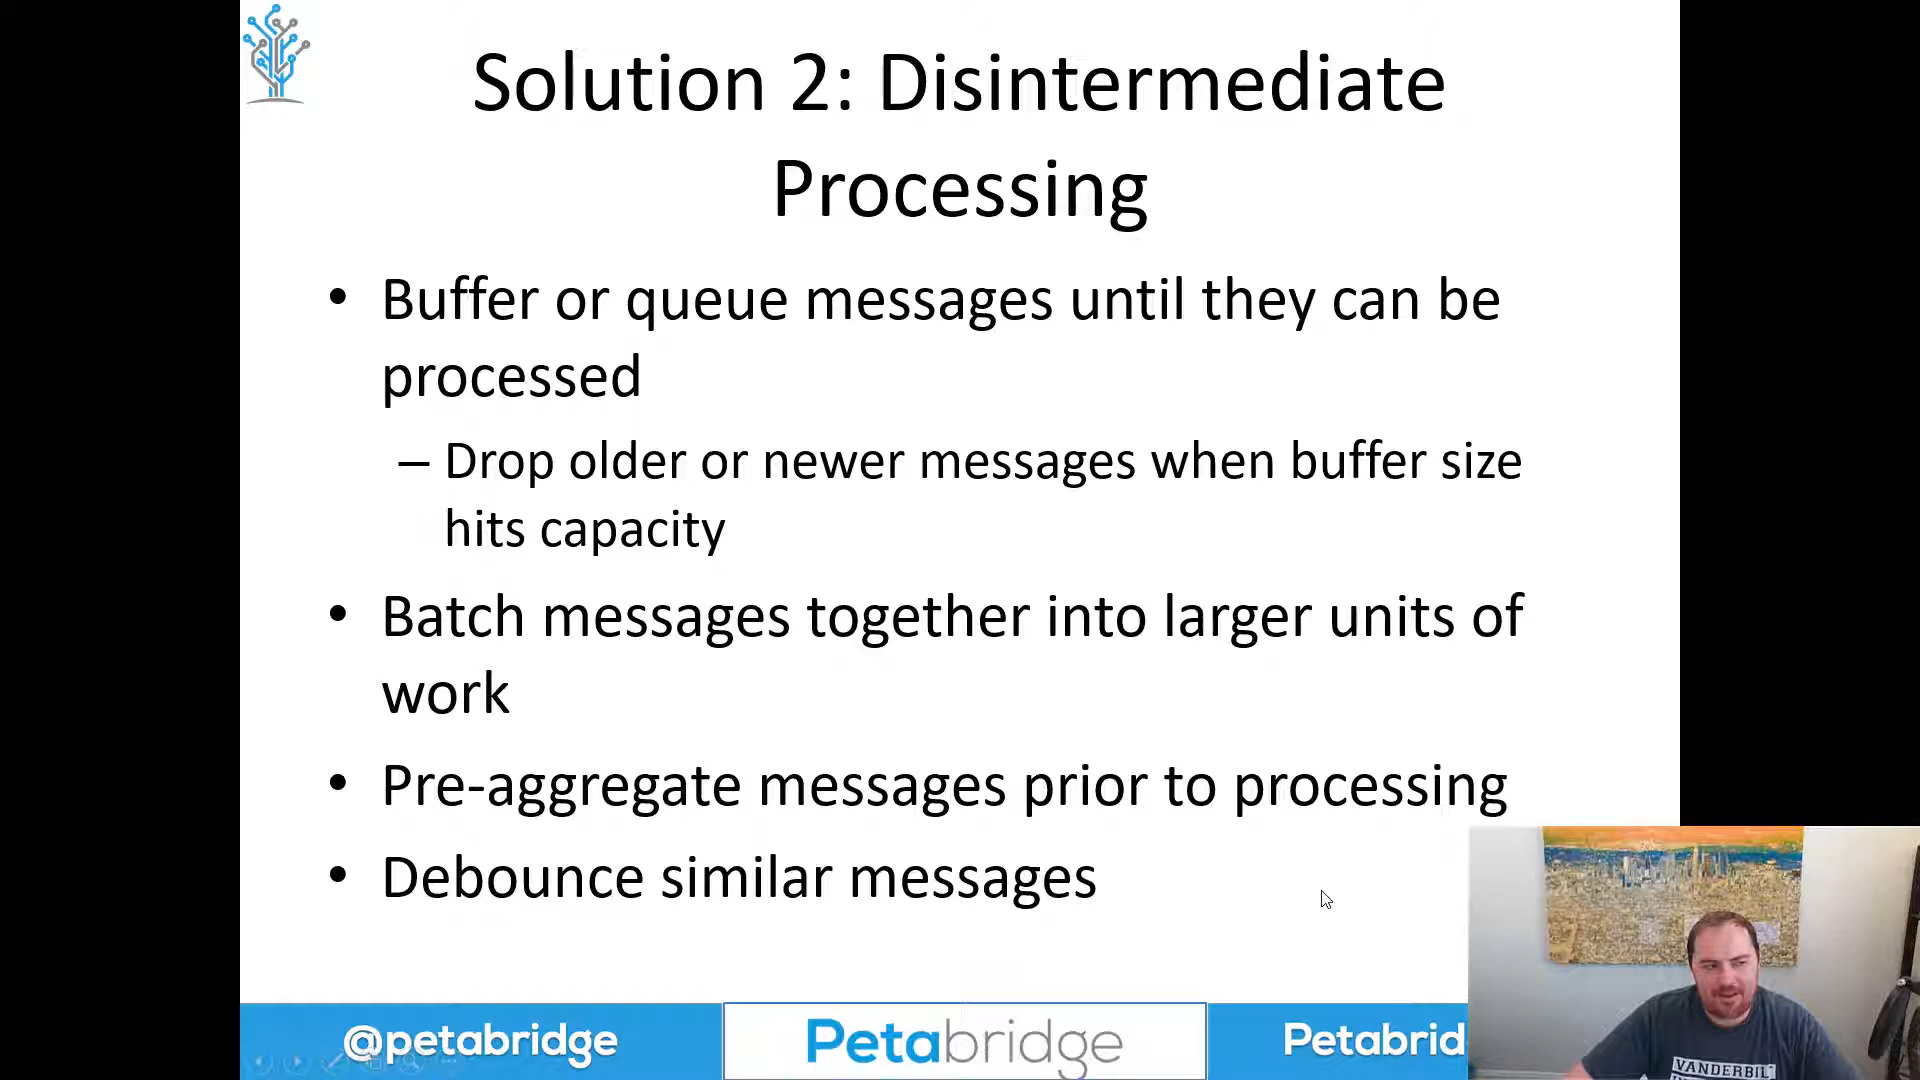 Solution 2: Disintermediate
Processing
• Buffer or queue messages until they can be
processed
– Drop older or newer messages when buffer size
hits capacity
• Batch messages together into larger units of
work
• Pre-aggregate messages prior to processing
• Debounce similar messages
@petabridge
Petabridge
Petabrid
VANDERBIL